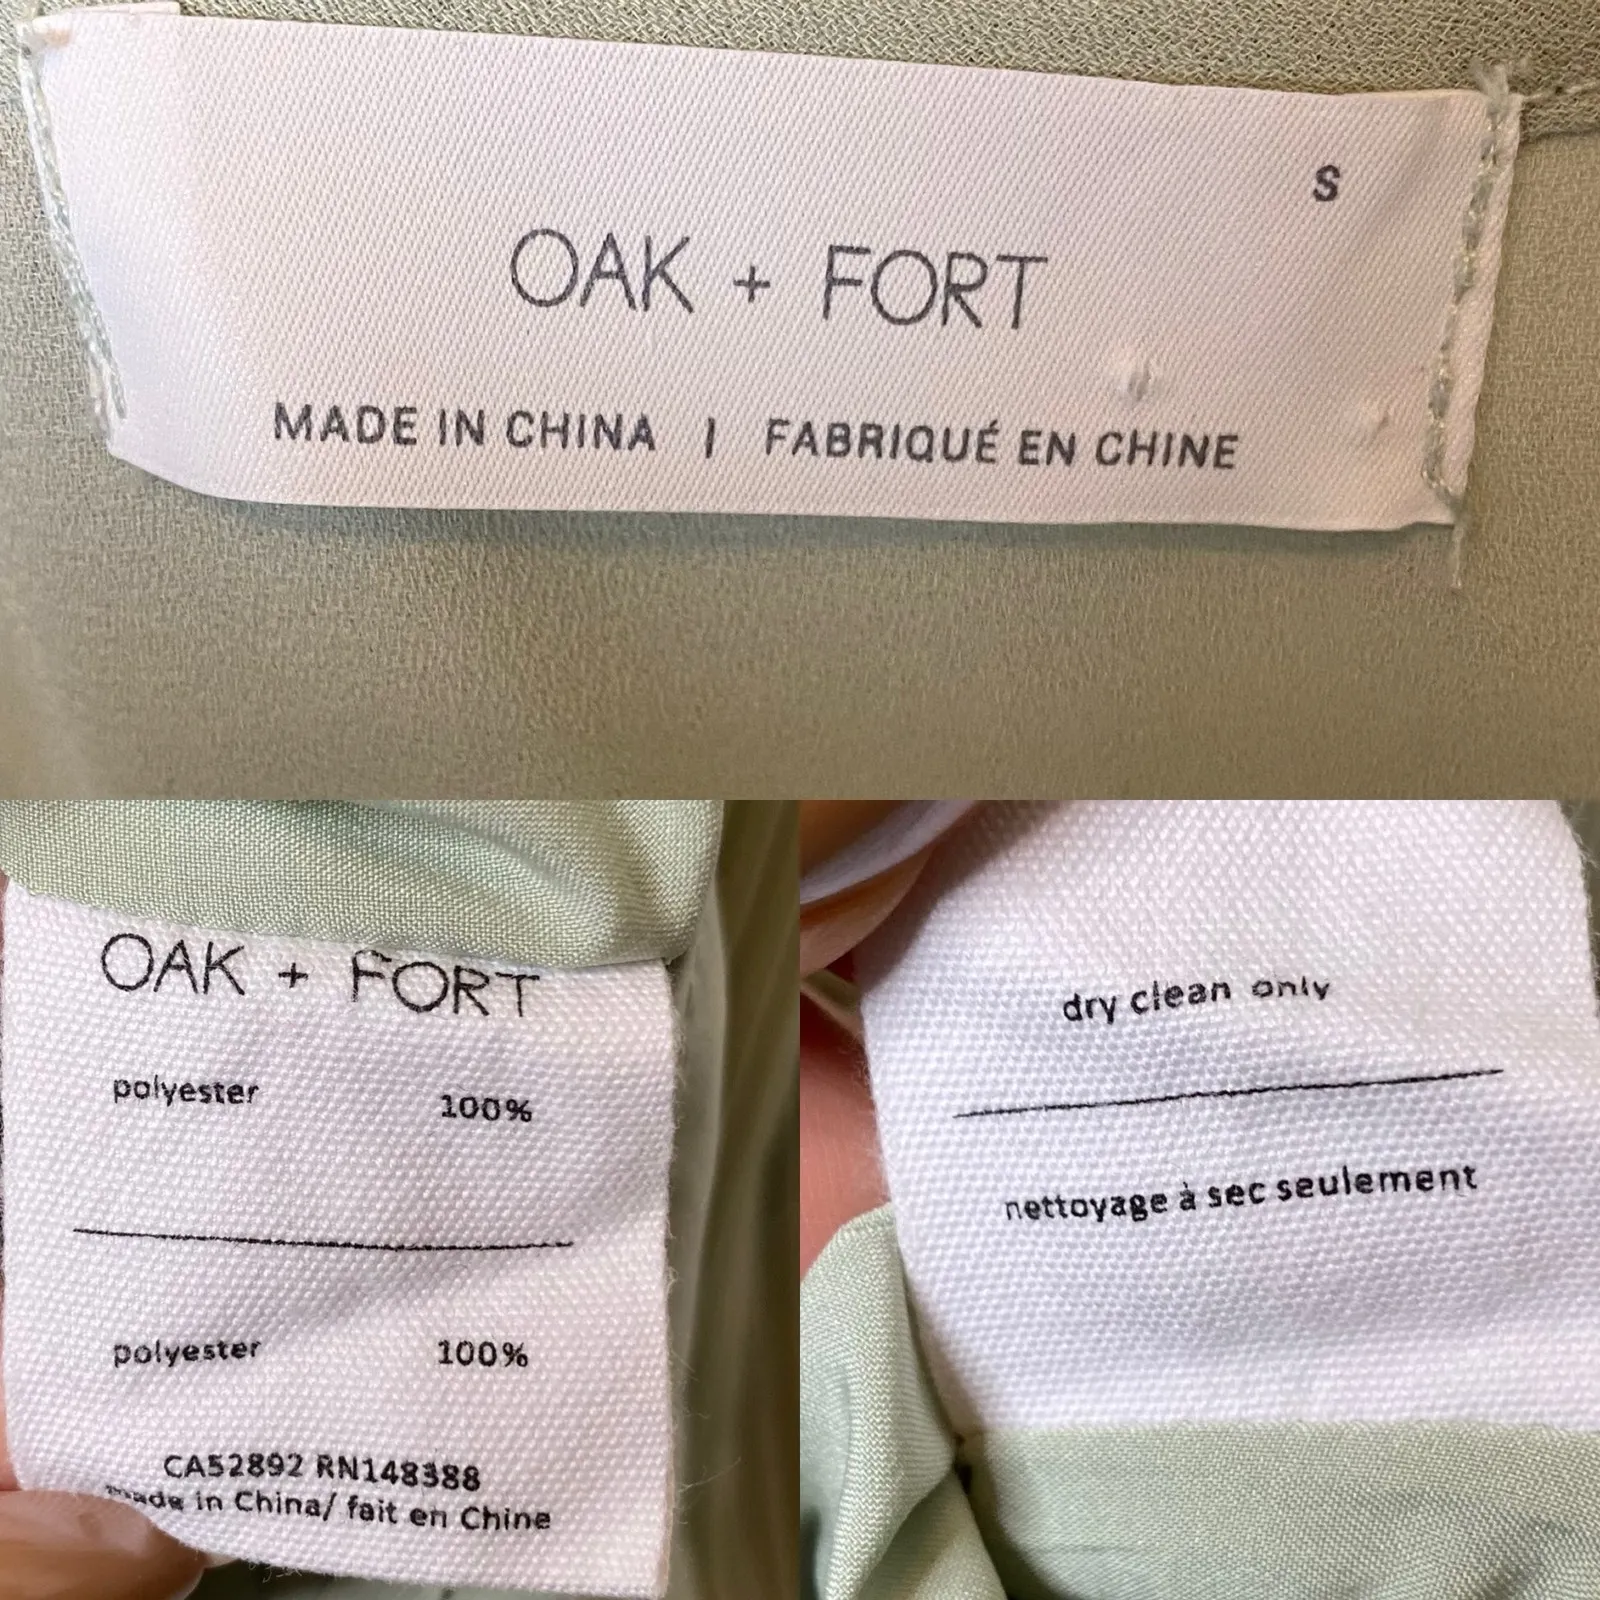 S
OAK + FORT
MADE IN CHINA | FABRIQUÉ EN CHINE
OAK + FORT
polyester 100%
polyester 100%
CA52892 RN148388
made in China/ fait en Chine
dry clean only
nettoyage à sec seulement